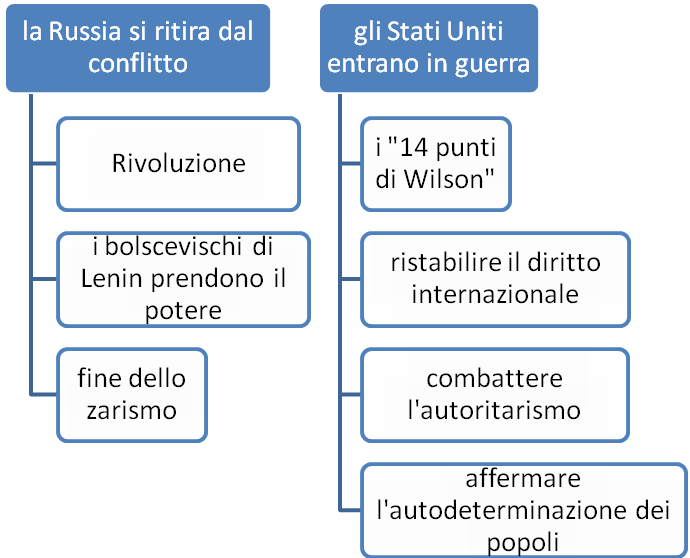 la Russia si ritira dal
conflitto
Rivoluzione
i bolscevischi di
Lenin prendono il
potere
fine dello
zarismo
gli Stati Uniti
entrano in guerra
i "14 punti
di Wilson"
ristabilire il diritto
internazionale
combattere
l'autoritarismo
affermare
l'autodeterminazione dei
popoli